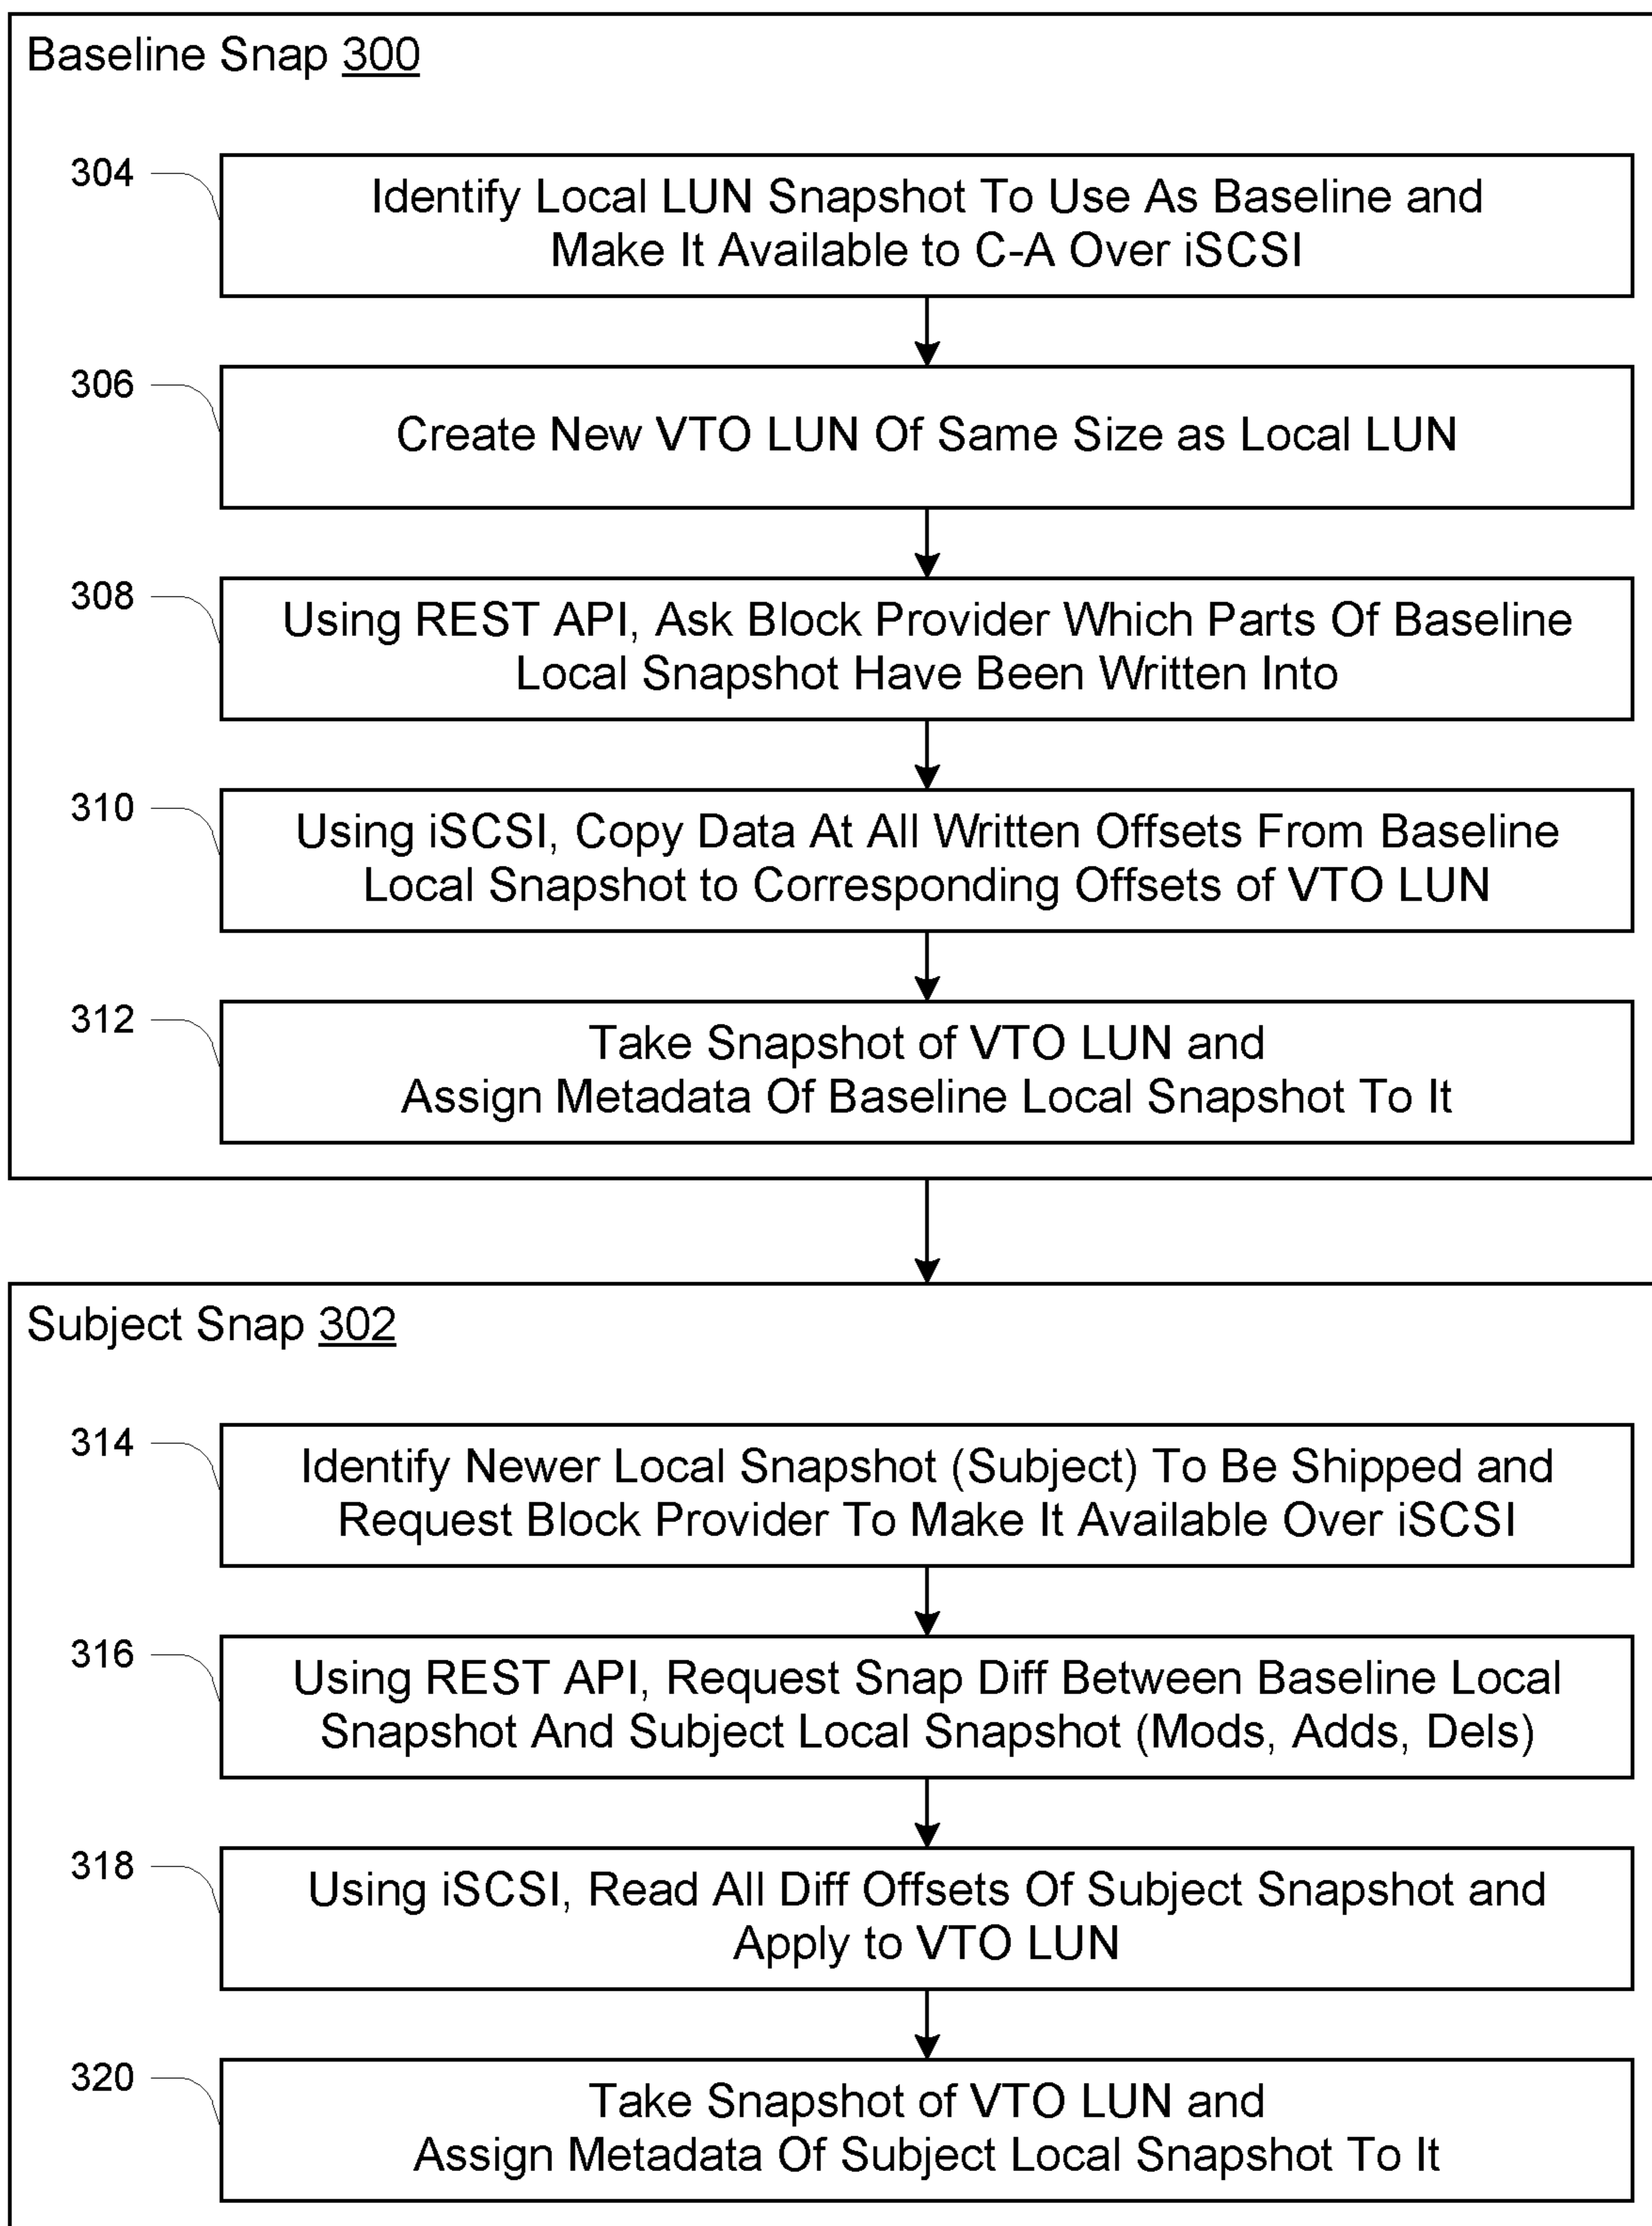 Baseline Snap 300
304
Identify Local LUN Snapshot To Use As Baseline and
Make It Available to C-A Over iSCSI
306
Create New VTO LUN Of Same Size as Local LUN
308
Using REST API, Ask Block Provider Which Parts Of Baseline
Local Snapshot Have Been Written Into
310
Using iSCSI, Copy Data At All Written Offsets From Baseline
Local Snapshot to Corresponding Offsets of VTO LUN
312
Take Snapshot of VTO LUN and
Assign Metadata Of Baseline Local Snapshot To It
Subject Snap 302
314
Identify Newer Local Snapshot (Subject) To Be Shipped and
Request Block Provider To Make It Available Over iSCSI
316
Using REST API, Request Snap Diff Between Baseline Local
Snapshot And Subject Local Snapshot (Mods, Adds, Dels)
318
Using iSCSI, Read All Diff Offsets Of Subject Snapshot and
Apply to VTO LUN
320
Take Snapshot of VTO LUN and
Assign Metadata Of Subject Local Snapshot To It